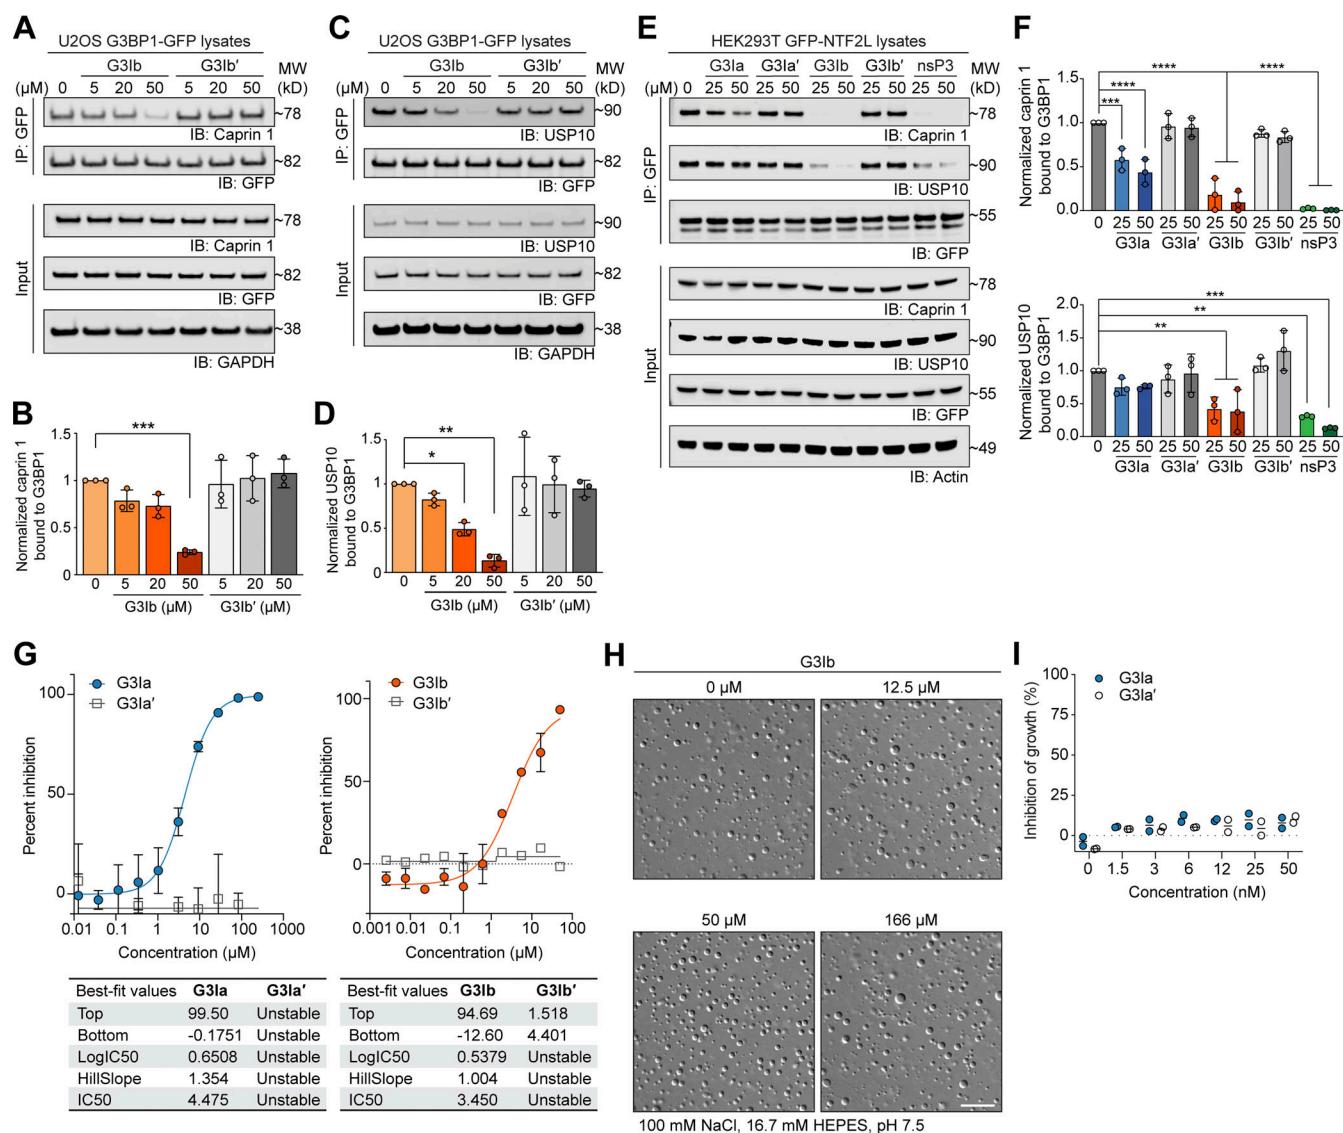 A
U2OS G3BP1-GFP lysates
G3Ib G3Ib′ MW
(µM) 0 5 20 50 5 20 50 (kD)
IP: GFP
~78
IB: Caprin 1
~82
IB: GFP
Input
~78
IB: Caprin 1
~82
IB: GFP
~38
IB: GAPDH
B
Normalized caprin 1
bound to G3BP1
***
1.5
1
0.5
0
0 5 20 50 5 20 50
G3Ib (µM) G3Ib′ (µM)
C
U2OS G3BP1-GFP lysates
G3Ib G3Ib′ MW
(µM) 0 5 20 50 5 20 50 (kD)
IP: GFP
~90
IB: USP10
~82
IB: GFP
Input
~90
IB: USP10
~82
IB: GFP
~38
IB: GAPDH
D
Normalized USP10
bound to G3BP1
**
*
1.5
1.0
0.5
0
0 5 20 50 5 20 50
G3Ib (µM) G3Ib′ (µM)
E
HEK293T GFP-NTF2L lysates
G3Ia G3Ia′ G3Ib G3Ib′ nsP3 MW
(µM) 0 25 50 25 50 25 50 25 50 25 50 (kD)
IP: GFP
~78
IB: Caprin 1
~90
IB: USP10
~55
IB: GFP
Input
~78
IB: Caprin 1
~90
IB: USP10
~55
IB: GFP
~49
IB: Actin
F
Normalized caprin 1
bound to G3BP1
**** ****
****
***
1.5
1.0
0.5
0.0
0 25 50 25 50 25 50 25 50 25 50
G3Ia G3Ia′ G3Ib G3Ib′ nsP3
Normalized USP10
bound to G3BP1
***
**
**
2.0
1.5
1.0
0.5
0
0 25 50 25 50 25 50 25 50 25 50
G3Ia G3Ia′ G3Ib G3Ib′ nsP3
G
G3Ia
G3Ia′
Percent inhibition
100
50
0
0.01 0.1 1 10 100 1000
Concentration (µM)
Best-fit values G3Ia G3Ia′
Top 99.50 Unstable
Bottom -0.1751 Unstable
LogIC50 0.6508 Unstable
HillSlope 1.354 Unstable
IC50 4.475 Unstable
G3Ib
G3Ib′
Percent inhibition
100
50
0
0.001 0.01 0.1 1 10 100
Concentration (µM)
Best-fit values G3Ib G3Ib′
Top 94.69 1.518
Bottom -12.60 4.401
LogIC50 0.5379 Unstable
HillSlope 1.004 Unstable
IC50 3.450 Unstable
H
G3Ib
0 µM 12.5 µM
50 µM 166 µM
100 mM NaCl, 16.7 mM HEPES, pH 7.5
I
G3Ia
G3Ia′
Inhibition of growth (%)
100
75
50
25
0
0 1.5 3 6 12 25 50
Concentration (nM)